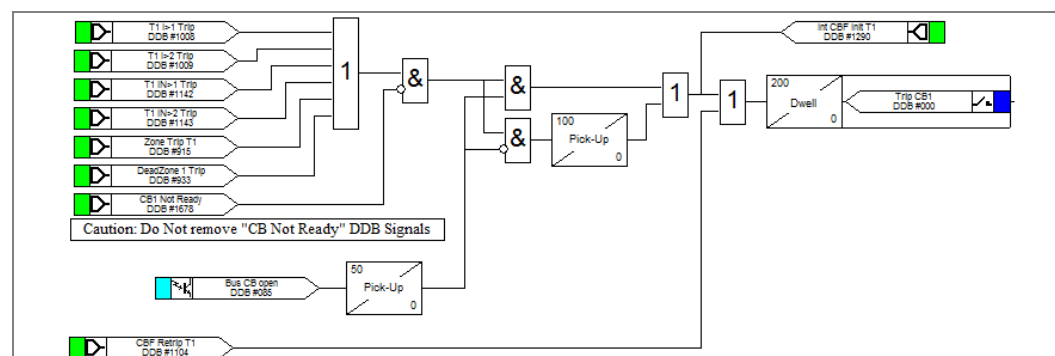 T1 I>1 Trip
DDB #1008
T1 I>2 Trip
DDB #1009
T1 IN>1 Trip
DDB #1142
T1 IN>2 Trip
DDB #1143
Zone Trip T1
DDB #915
DeadZone 1 Trip
DDB #933
CB1 Not Ready
DDB #1678
1
&
&
&
100
Pick-Up
0
1
1
Int CBF Init T1
DDB #1290
200
Dwell
0
Trip CB1
DDB #000
Caution: Do Not remove "CB Not Ready" DDB Signals
Bus CB open
DDB #085
50
Pick-Up
0
CBF Retrip T1
DDB #1104